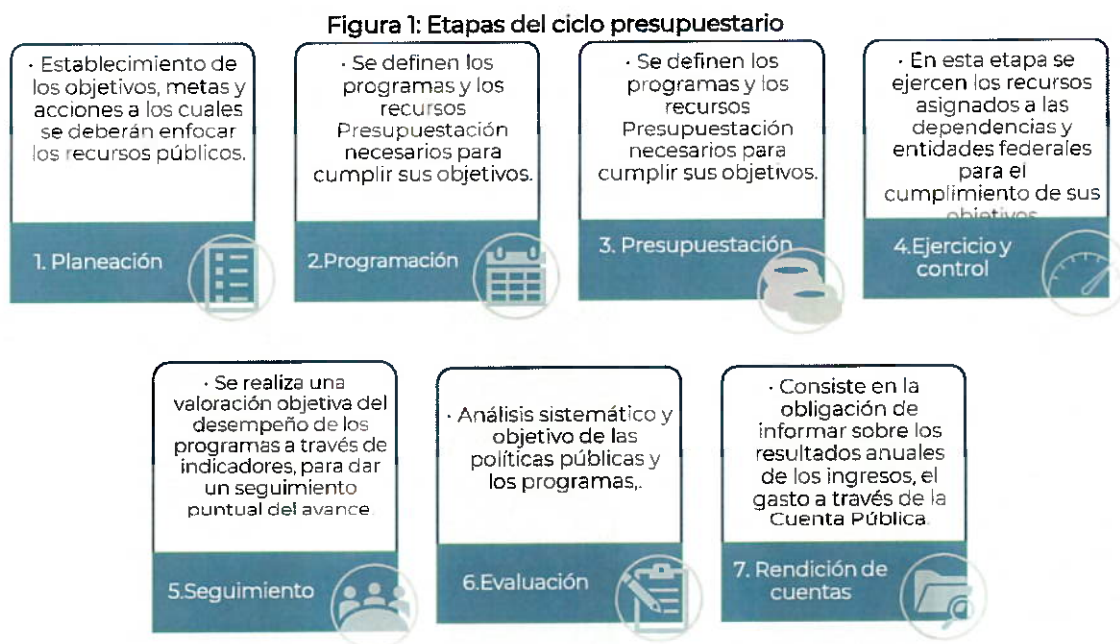 Figura 1: Etapas del ciclo presupuestario
· Establecimiento de
los objetivos, metas y
acciones a los cuales
se deberán enfocar
los recursos públicos.
1. Planeación
· Se definen los
programas y los
recursos
Presupuestación
necesarios para
cumplir sus objetivos.
2.Programación
· Se definen los
programas y los
recursos
Presupuestación
necesarios para
cumplir sus objetivos.
3. Presupuestación
· En esta etapa se
ejercen los recursos
asignados a las
dependencias y
entidades federales
para el
cumplimiento de sus
objetivos
4.Ejercicio y
control
· Se realiza una
valoración objetiva del
desempeño de los
programas a través de
indicadores, para dar
un seguimiento
puntual del avance
5.Seguimiento
· Análisis sistemático y
objetivo de las
políticas públicas y
los programas,.
6.Evaluación
· Consiste en la
obligación de
informar sobre los
resultados anuales
de los ingresos, el
gasto a través de la
Cuenta Pública.
7. Rendición de
cuentas